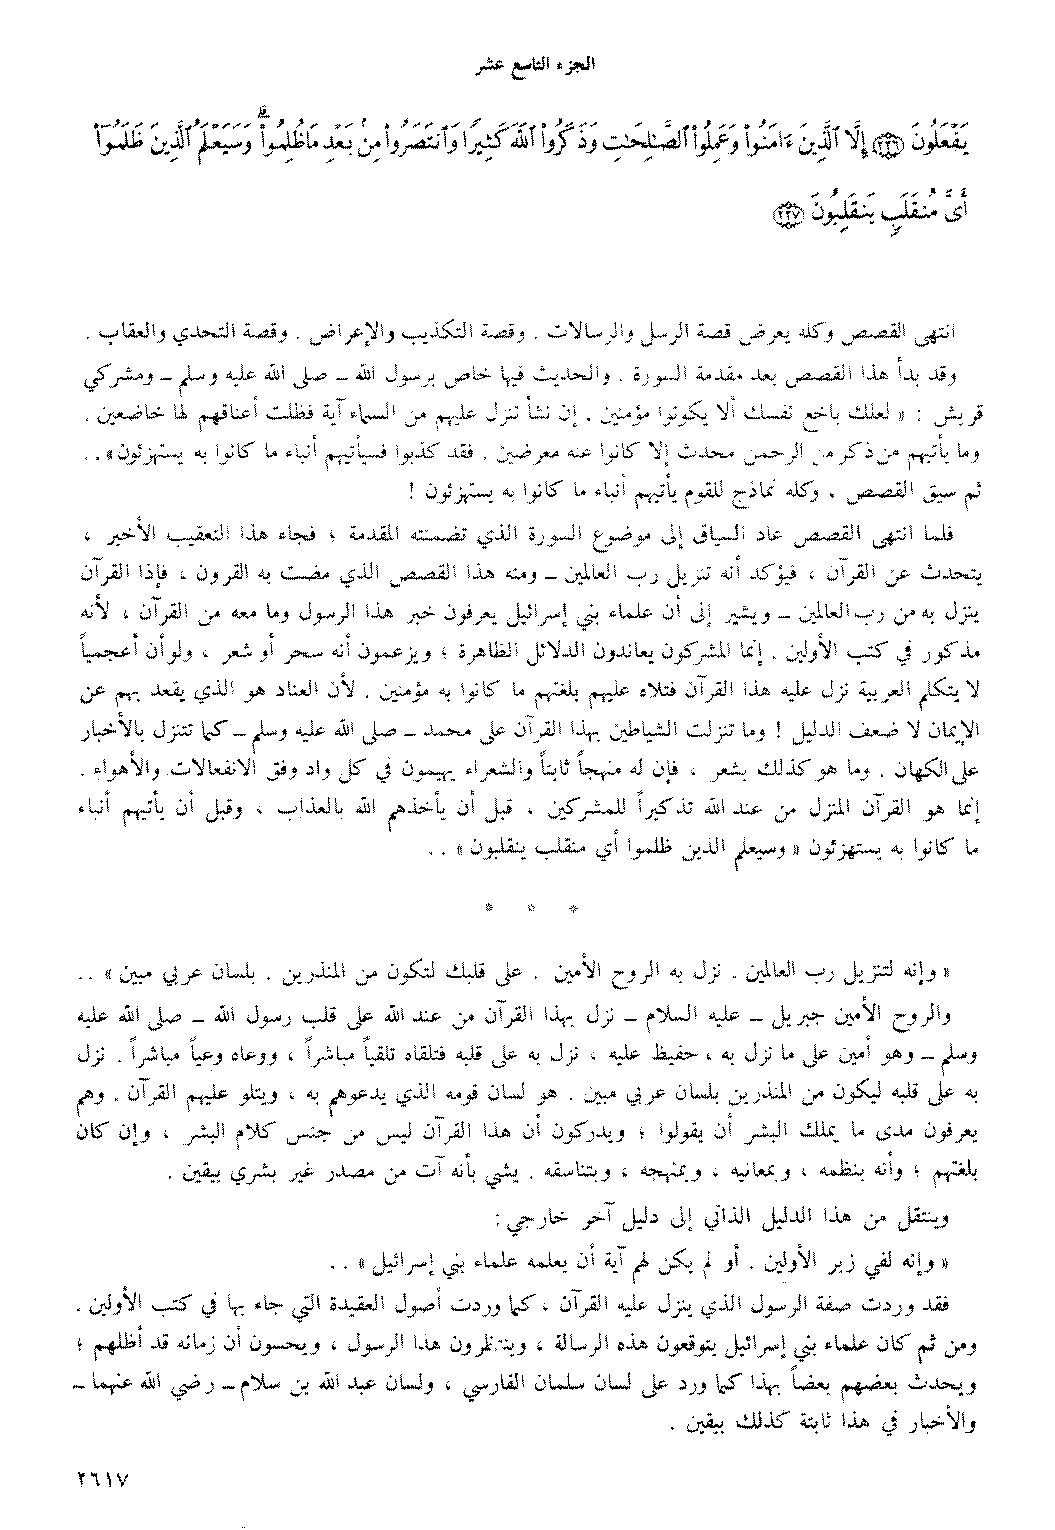 الجزء التاسع عشر
يَفْعَلُونَ ﴿٢٢٦﴾ إِلَّا ٱلَّذِينَ ءَامَنُوا۟ وَعَمِلُوا۟ ٱلصَّٰلِحَٰتِ وَذَكَرُوا۟ ٱللَّهَ كَثِيرًا وَٱنتَصَرُوا۟ مِنۢ بَعْدِ مَا ظُلِمُوا۟ ۗ وَسَيَعْلَمُ ٱلَّذِينَ ظَلَمُوٓا۟
أَىَّ مُنقَلَبٍ يَنقَلِبُونَ ﴿٢٢٧﴾
انتهى القصص وكله يعرض قصة الرسل والرسالات . وقصة التكذيب والإعراض . وقصة التحدي والعقاب .
وقد بدأ هذا القصص بعد مقدمة السورة . والحديث فيها خاص برسول الله – صلى الله عليه وسلم – ومشركي
قريش : « لعلك باخع نفسك ألا يكونوا مؤمنين . إن نشأ ننزل عليهم من السماء آية فظلت أعناقهم لها خاضعين .
وما يأتيهم من ذكر من الرحمن محدث إلا كانوا عنه معرضين . فقد كذبوا فسيأتيهم أنباء ما كانوا به يستهزئون » . .
ثم سيق القصص ، وكله نماذج للقوم يأتيهم أنباء ما كانوا به يستهزئون !
فلما انتهى القصص عاد السياق إلى موضوع السورة الذي تضمنته المقدمة ؛ فجاء هذا التعقيب الأخير ،
يتحدث عن القرآن ، فيؤكد أنه تنزيل رب العالمين – ومنه هذا القصص الذي مضت به القرون ، فإذا القرآن
ينزل به من رب العالمين – ويشير إلى أن علماء بني إسرائيل يعرفون خبر هذا الرسول وما معه من القرآن ، لأنه
مذكور في كتب الأولين . إنما المشركون يعاندون الدلائل الظاهرة ؛ ويزعمون أنه سحر أو شعر ، ولو أن أعجمياً
لا يتكلم العربية نزل عليه هذا القرآن فتلاه عليهم بلغتهم ما كانوا به مؤمنين . لأن العناد هو الذي يقعد بهم عن
الإيمان لا ضعف الدليل ! وما تنزلت الشياطين بهذا القرآن على محمد – صلى الله عليه وسلم – كما تتنزل بالأخبار
على الكهان . وما هو كذلك بشعر ، فإن له منهجاً ثابتاً والشعراء يهيمون في كل واد وفق الانفعالات والأهواء .
إنما هو القرآن المنزل من عند الله تذكيراً للمشركين ، قبل أن يأخذهم الله بالعذاب ، وقبل أن يأتيهم أنباء
ما كانوا به يستهزئون « وسيعلم الذين ظلموا أي منقلب ينقلبون » . .
* * *
« وإنه لتنزيل رب العالمين . نزل به الروح الأمين . على قلبك لتكون من المنذرين . بلسان عربي مبين » . .
والروح الأمين جبريل – عليه السلام – نزل بهذا القرآن من عند الله على قلب رسول الله – صلى الله عليه
وسلم – وهو أمين على ما نزل به ، حفيظ عليه ، نزل به على قلبه فتلقاه تلقياً مباشراً ، ووعاه وعياً مباشراً . نزل
به على قلبه ليكون من المنذرين بلسان عربي مبين . هو لسان قومه الذي يدعوهم به ، ويتلو عليهم القرآن . وهم
يعرفون مدى ما يملك البشر أن يقولوا ؛ ويدركون أن هذا القرآن ليس من جنس كلام البشر ، وإن كان
بلغتهم ؛ وأنه بنظمه ، وبمعانيه ، وبمنهجه ، وبتناسقه . يشي بأنه آت من مصدر غير بشري بيقين .
وينتقل من هذا الدليل الذاتي إلى دليل آخر خارجي :
« وإنه لفي زبر الأولين . أو لم يكن لهم آية أن يعلمه علماء بني إسرائيل » . .
فقد وردت صفة الرسول الذي ينزل عليه القرآن ، كما وردت أصول العقيدة التي جاء بها في كتب الأولين .
ومن ثم كان علماء بني إسرائيل يتوقعون هذه الرسالة ، وينتظرون هذا الرسول ، ويحسون أن زمانه قد أظلهم ؛
ويحدث بعضهم بعضاً بهذا كما ورد على لسان سلمان الفارسي ، ولسان عبد الله بن سلام – رضي الله عنهما –
والأخبار في هذا ثابتة كذلك بيقين .
٢٦١٧